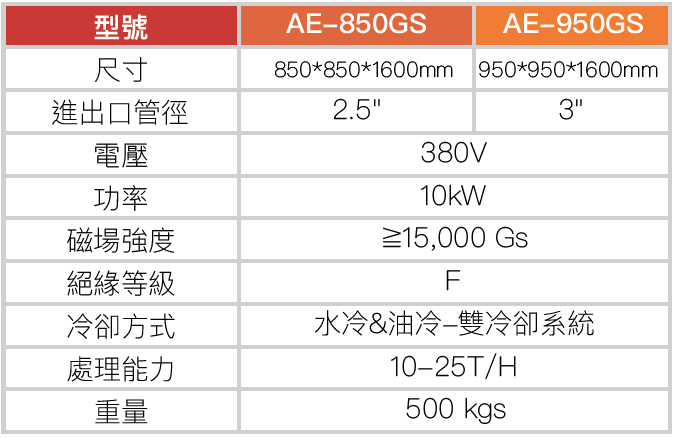 型號 AE-850GS AE-950GS
尺寸 850*850*1600mm 950*950*1600mm
進出口管徑 2.5" 3"
電壓 380V
功率 10kW
磁場強度 ≧15,000 Gs
絕緣等級 F
冷卻方式 水冷&油冷-雙冷卻系統
處理能力 10-25T/H
重量 500 kgs